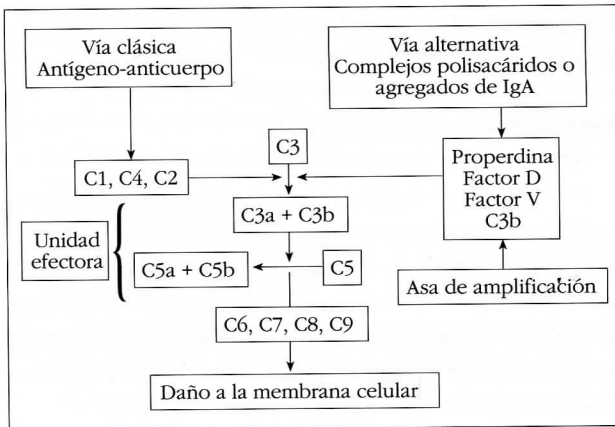 Vía clásica
Antígeno-anticuerpo
Vía alternativa
Complejos polisacáridos o
agregados de IgA
C3
C1, C4, C2
Properdina
Factor D
Factor V
C3b
C3a + C3b
Unidad
efectora
C5a + C5b
C5
Asa de amplificación
C6, C7, C8, C9
Daño a la membrana celular